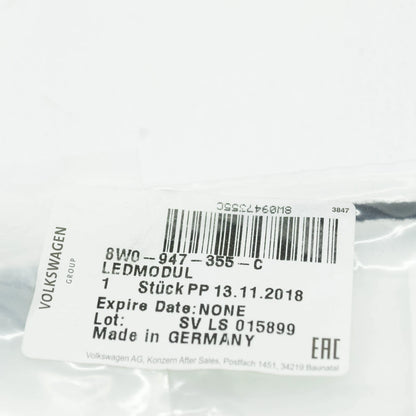 VOLKSWAGEN
GROUP
8W0947355C
3847
8W0-947-355-C
LEDMODUL
1 Stück PP 13.11.2018
Expire Date: NONE
Lot: SV LS 015899
Made in GERMANY
EAC
Volkswagen AG, Konzern After Sales, Postfach 1451, 34219 Baunatal